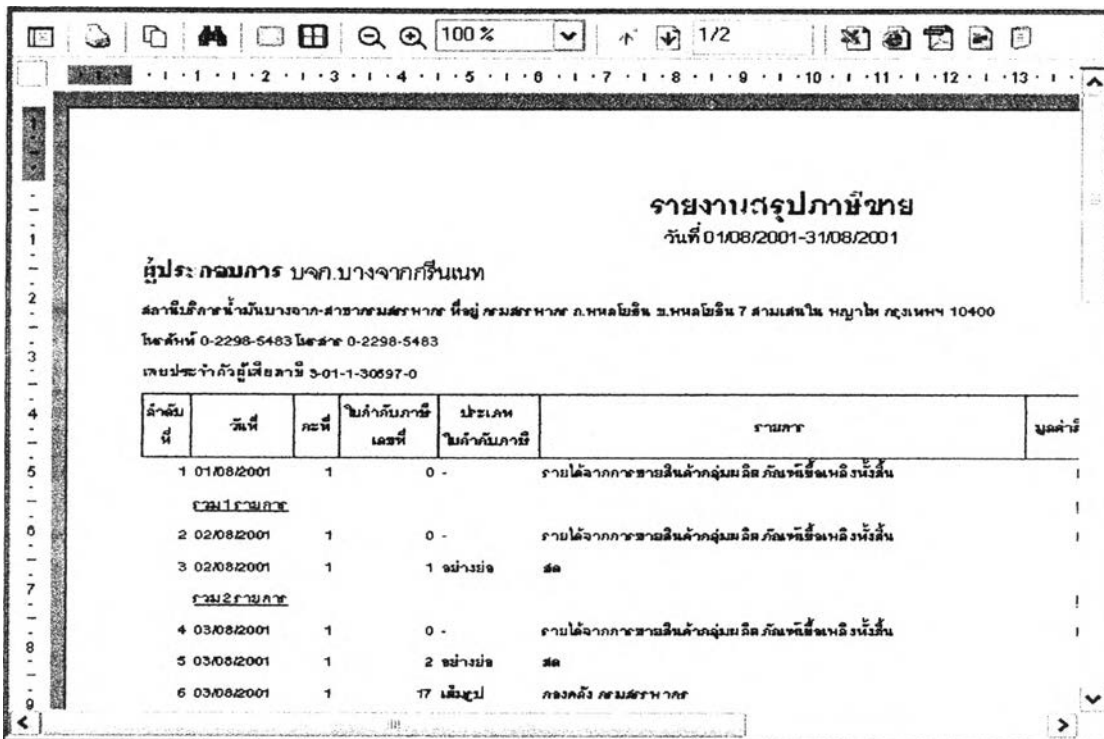 100 %
1/2
1 2 3 4 5 6 7 8 9 10 11 12 13
รายงานสรุปภาษีขาย
วันที่ 01/08/2001-31/08/2001
ผู้ประกอบการ บจก.บางจากกรีนเนท
สถานีบริการน้ำมันบางจาก-สาขากรมสรรพากร ที่อยู่ กรมสรรพากร ถ.พหลโยธิน ซ.พหลโยธิน 7 สามเสนใน พญาไท กรุงเทพฯ 10400
โทรศัพท์ 0-2298-5483 โทรสาร 0-2298-5483
เลขประจำตัวผู้เสียภาษี 3-01-1-30697-0
ลำดับที่ วันที่ กะที่ ใบกำกับภาษีเลขที่ ประเภทใบกำกับภาษี รายการ
1 01/08/2001 1 0 - รายได้จากการขายสินค้ากลุ่มผลิตภัณฑ์เชื้อเพลิงทั้งสิ้น
รวม 1 รายการ
2 02/08/2001 1 0 - รายได้จากการขายสินค้ากลุ่มผลิตภัณฑ์เชื้อเพลิงทั้งสิ้น
3 02/08/2001 1 1 อย่างย่อ สด
รวม 2 รายการ
4 03/08/2001 1 0 - รายได้จากการขายสินค้ากลุ่มผลิตภัณฑ์เชื้อเพลิงทั้งสิ้น
5 03/08/2001 1 2 อย่างย่อ สด
6 03/08/2001 1 17 เต็มรูป กองคลัง กรมสรรพากร